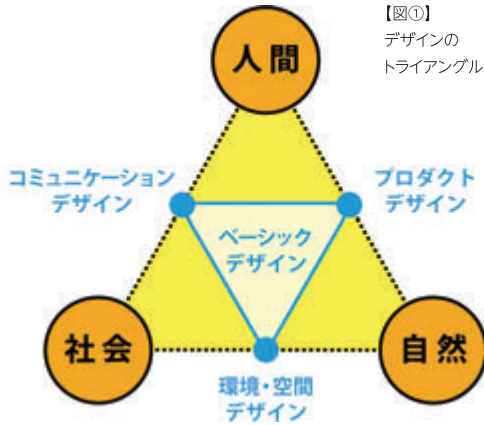 【図①】
デザインの
トライアングル
人間
コミュニケーション
デザイン
プロダクト
デザイン
ベーシック
デザイン
社会
自然
環境・空間
デザイン